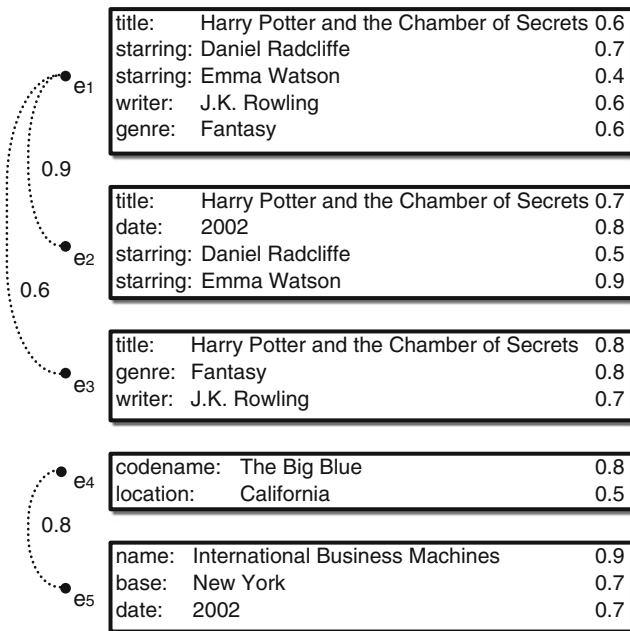 title: Harry Potter and the Chamber of Secrets 0.6
starring: Daniel Radcliffe 0.7
starring: Emma Watson 0.4
writer: J.K. Rowling 0.6
genre: Fantasy 0.6
e1
0.9
title: Harry Potter and the Chamber of Secrets 0.7
date: 2002 0.8
starring: Daniel Radcliffe 0.5
starring: Emma Watson 0.9
e2
0.6
title: Harry Potter and the Chamber of Secrets 0.8
genre: Fantasy 0.8
writer: J.K. Rowling 0.7
e3
codename: The Big Blue 0.8
location: California 0.5
e4
0.8
name: International Business Machines 0.9
base: New York 0.7
date: 2002 0.7
e5